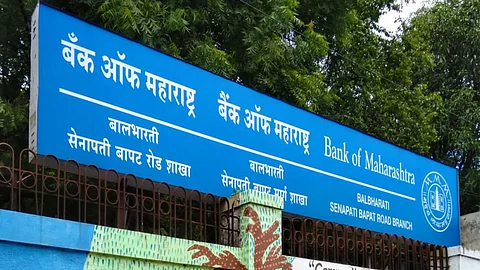 बँक ऑफ महाराष्ट्र
बालभारती
सेनापती बापट रोड शाखा
बैंक ऑफ महाराष्ट्र
बालभारती
सेनापती बापट मार्ग शाखा
Bank of Maharashtra
BALBHARATI
SENAPATI BAPAT ROAD BRANCH